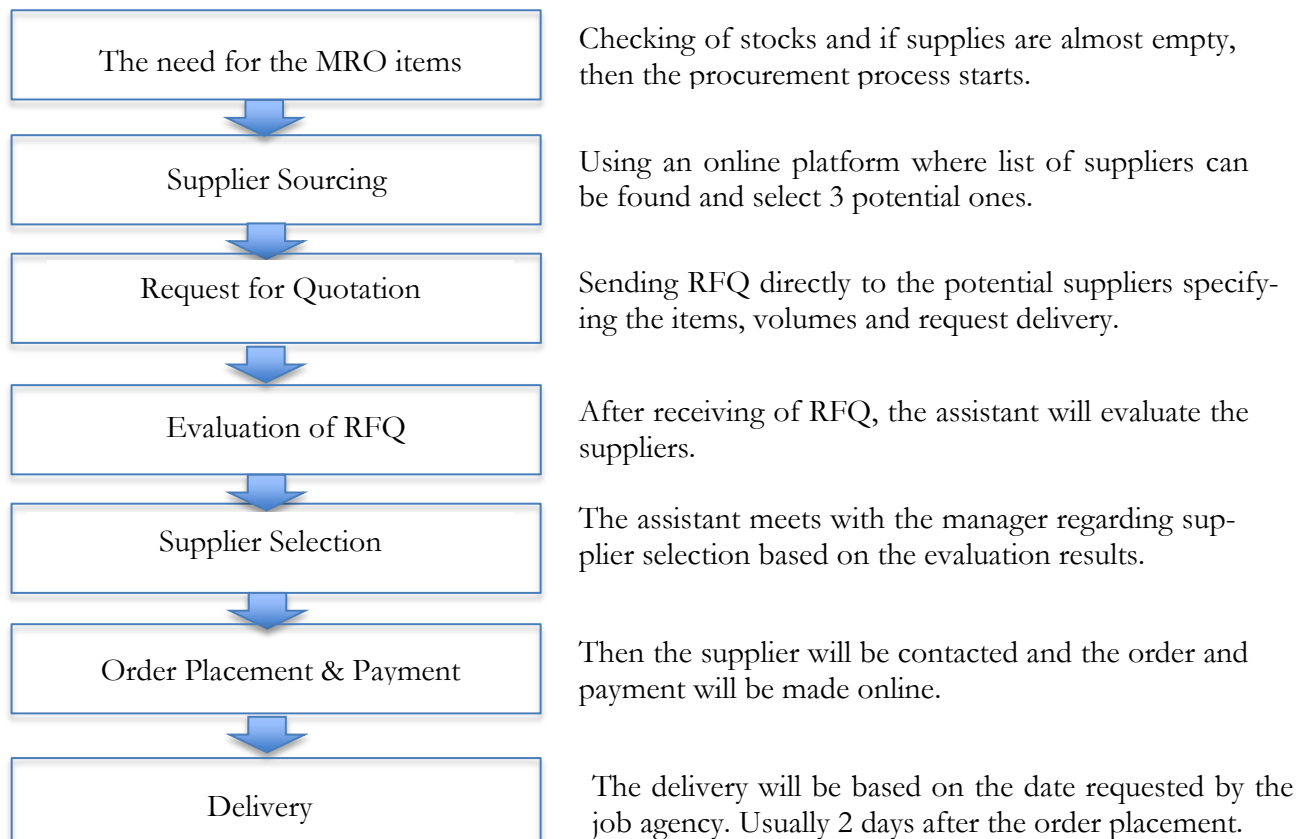 The need for the MRO items
Checking of stocks and if supplies are almost empty,
then the procurement process starts.
Supplier Sourcing
Using an online platform where list of suppliers can
be found and select 3 potential ones.
Request for Quotation
Sending RFQ directly to the potential suppliers specify-
ing the items, volumes and request delivery.
Evaluation of RFQ
After receiving of RFQ, the assistant will evaluate the
suppliers.
Supplier Selection
The assistant meets with the manager regarding sup-
plier selection based on the evaluation results.
Order Placement & Payment
Then the supplier will be contacted and the order and
payment will be made online.
Delivery
The delivery will be based on the date requested by the
job agency. Usually 2 days after the order placement.